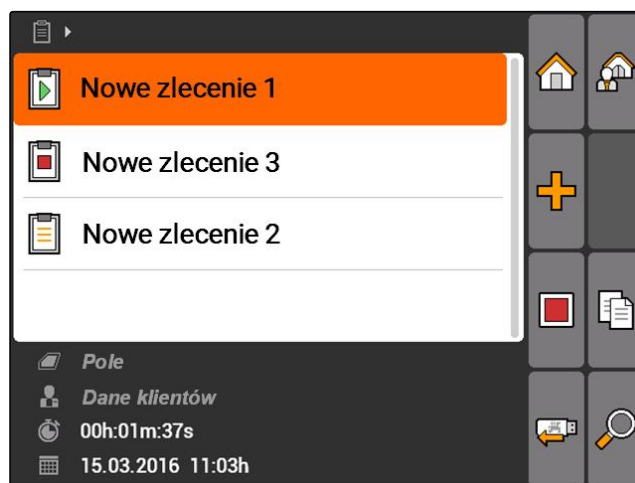 Nowe zlecenie 1
Nowe zlecenie 3
Nowe zlecenie 2
Pole
Dane klientów
00h:01m:37s
15.03.2016 11:03h